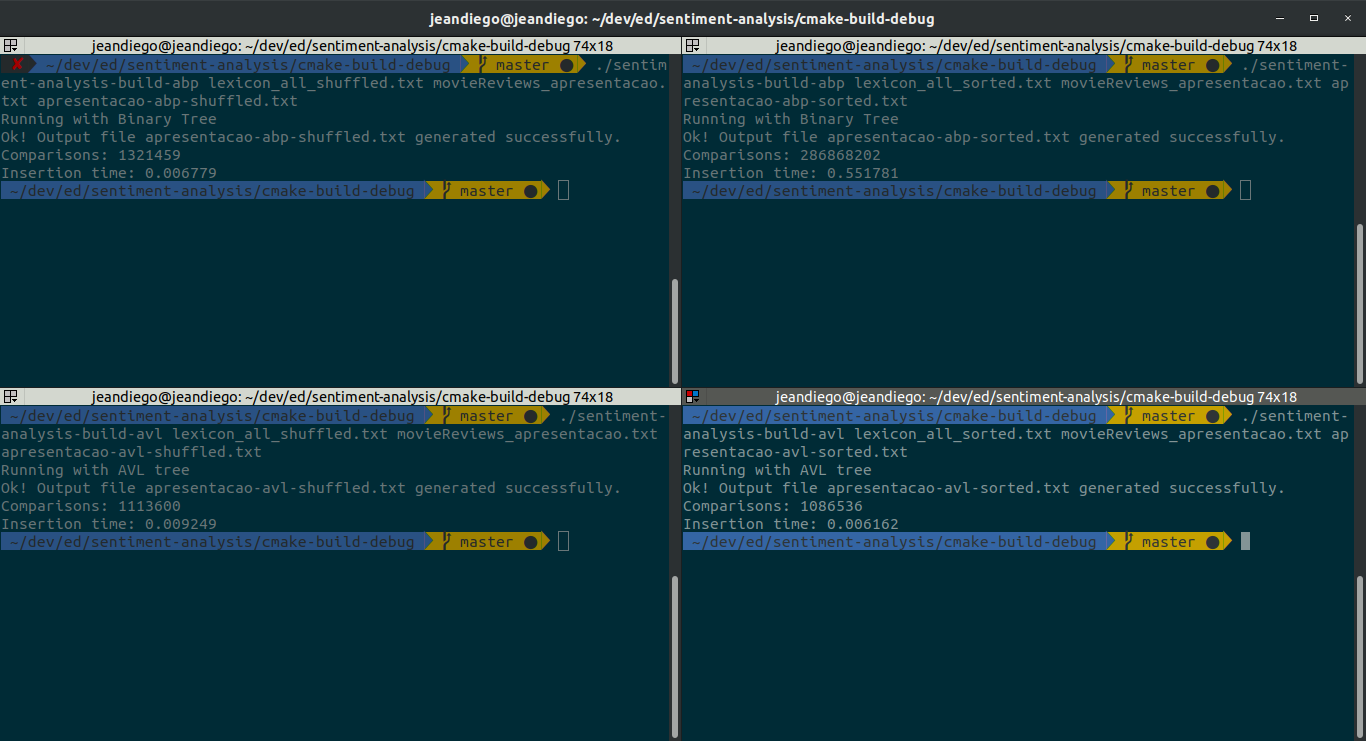 jeandiego@jeandiego: ~/dev/ed/sentiment-analysis/cmake-build-debug
jeandiego@jeandiego: ~/dev/ed/sentiment-analysis/cmake-build-debug 74x18
✘ ~/dev/ed/sentiment-analysis/cmake-build-debug master ● ./sentim
ent-analysis-build-abp lexicon_all_shuffled.txt movieReviews_apresentacao.
txt apresentacao-abp-shuffled.txt
Running with Binary Tree
Ok! Output file apresentacao-abp-shuffled.txt generated successfully.
Comparisons: 1321459
Insertion time: 0.006779
~/dev/ed/sentiment-analysis/cmake-build-debug master ●
jeandiego@jeandiego: ~/dev/ed/sentiment-analysis/cmake-build-debug 74x18
~/dev/ed/sentiment-analysis/cmake-build-debug master ● ./sentiment-
analysis-build-abp lexicon_all_sorted.txt movieReviews_apresentacao.txt ap
resentacao-abp-sorted.txt
Running with Binary Tree
Ok! Output file apresentacao-abp-sorted.txt generated successfully.
Comparisons: 286868202
Insertion time: 0.551781
~/dev/ed/sentiment-analysis/cmake-build-debug master ●
jeandiego@jeandiego: ~/dev/ed/sentiment-analysis/cmake-build-debug 74x18
~/dev/ed/sentiment-analysis/cmake-build-debug master ● ./sentiment-
analysis-build-avl lexicon_all_shuffled.txt movieReviews_apresentacao.txt
apresentacao-avl-shuffled.txt
Running with AVL tree
Ok! Output file apresentacao-avl-shuffled.txt generated successfully.
Comparisons: 1113600
Insertion time: 0.009249
~/dev/ed/sentiment-analysis/cmake-build-debug master ●
jeandiego@jeandiego: ~/dev/ed/sentiment-analysis/cmake-build-debug 74x18
~/dev/ed/sentiment-analysis/cmake-build-debug master ● ./sentiment-
analysis-build-avl lexicon_all_sorted.txt movieReviews_apresentacao.txt ap
resentacao-avl-sorted.txt
Running with AVL tree
Ok! Output file apresentacao-avl-sorted.txt generated successfully.
Comparisons: 1086536
Insertion time: 0.006162
~/dev/ed/sentiment-analysis/cmake-build-debug master ●